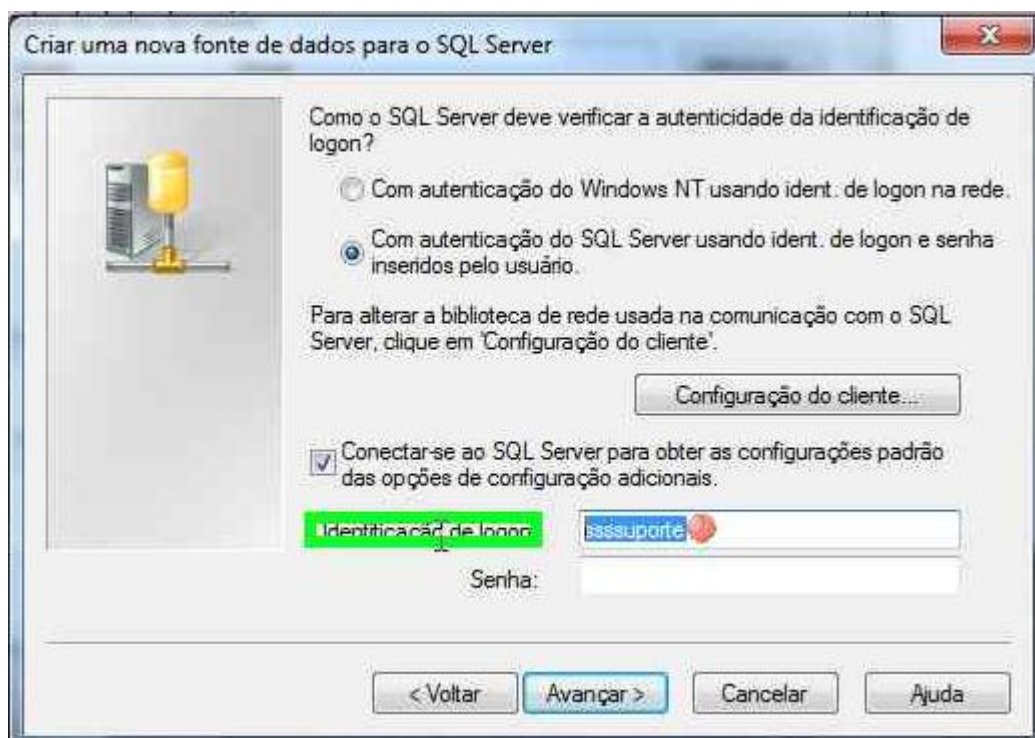 Criar uma nova fonte de dados para o SQL Server
Como o SQL Server deve verificar a autenticidade da identificação de
logon?
Com autenticação do Windows NT usando ident. de logon na rede.
Com autenticação do SQL Server usando ident. de logon e senha
inseridos pelo usuário.
Para alterar a biblioteca de rede usada na comunicação com o SQL
Server, clique em 'Configuração do cliente'.
Configuração do cliente...
Conectar-se ao SQL Server para obter as configurações padrão
das opções de configuração adicionais.
Identificação de logon ssssuporte
Senha:
< Voltar Avançar > Cancelar Ajuda